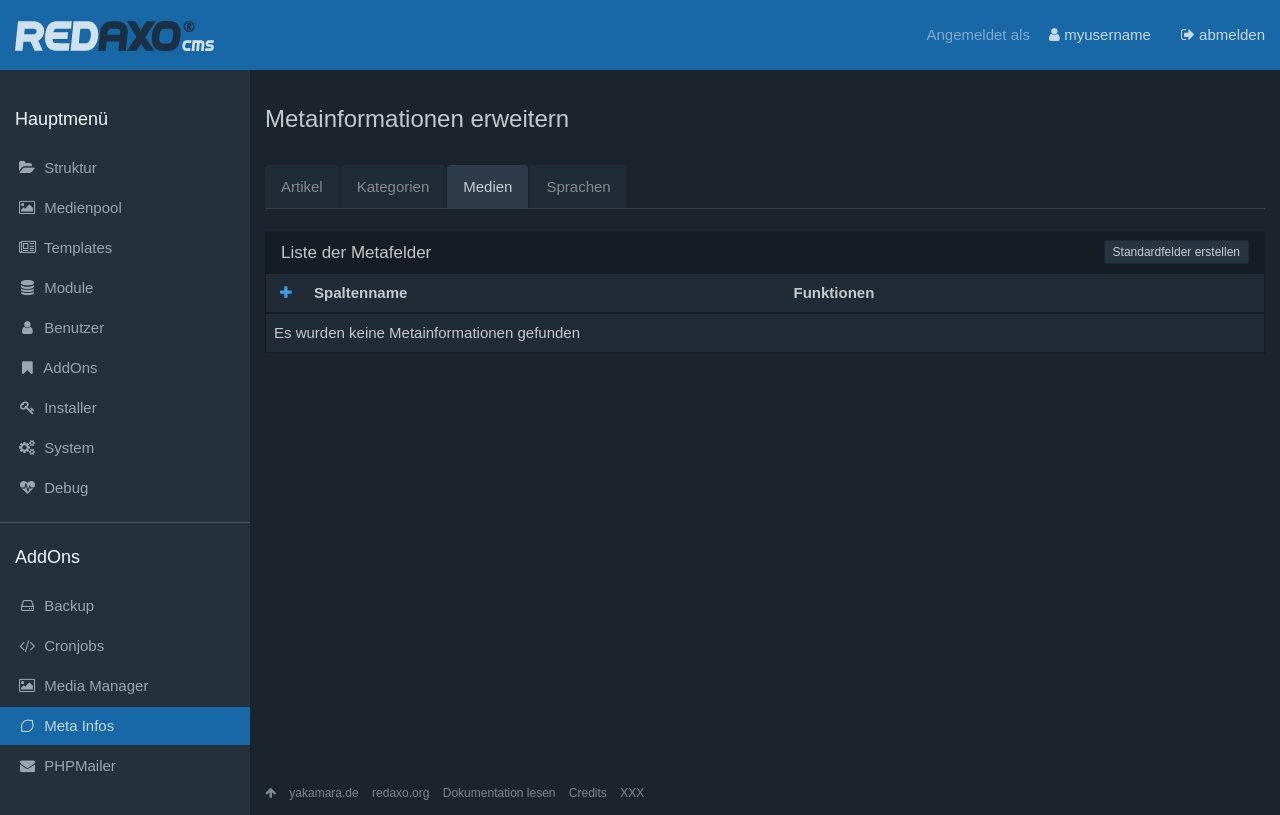 REDAXO® cms
Angemeldet als myusername abmelden
Hauptmenü
Struktur
Medienpool
Templates
Module
Benutzer
AddOns
Installer
System
Debug
AddOns
Backup
Cronjobs
Media Manager
Meta Infos
PHPMailer
Metainformationen erweitern
Artikel Kategorien Medien Sprachen
Liste der Metafelder Standardfelder erstellen
Spaltenname Funktionen
Es wurden keine Metainformationen gefunden
yakamara.de redaxo.org Dokumentation lesen Credits XXX